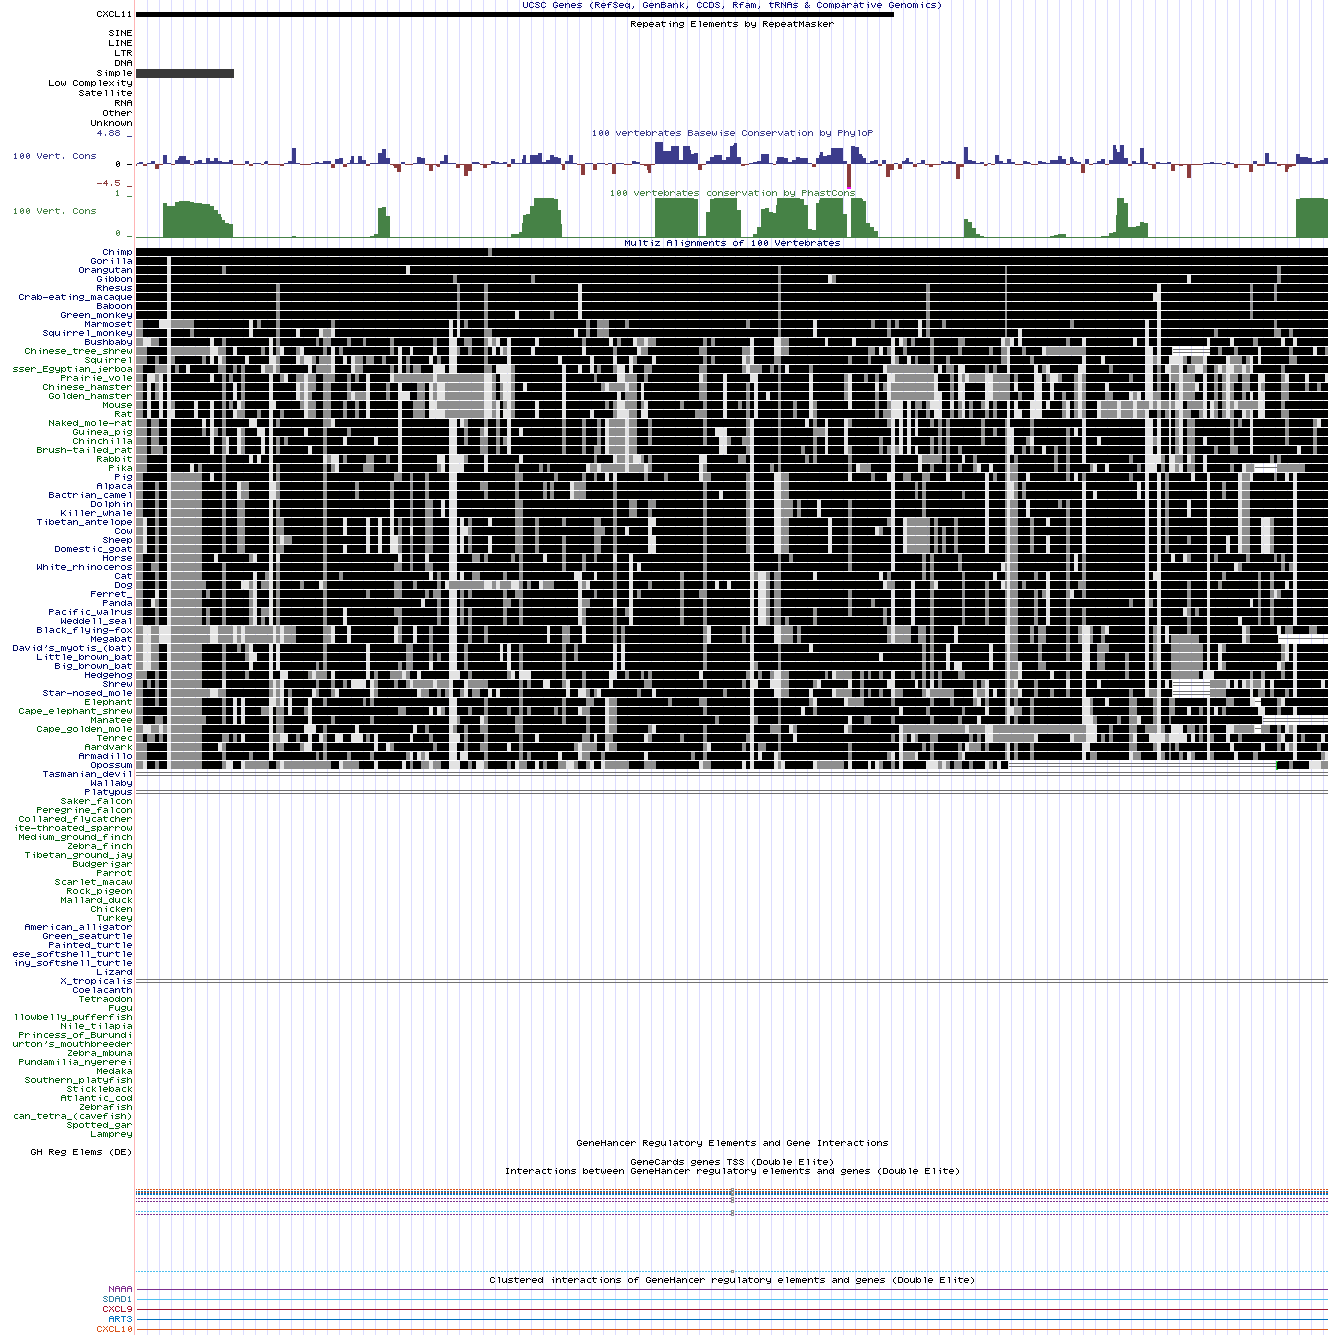 UCSC Genes (RefSeq, GenBank, CCDS, Rfam, tRNAs & Comparative Genomics)
CXCL11
Repeating Elements by RepeatMasker
SINE
LINE
LTR
DNA
Simple
Low Complexity
Satellite
RNA
Other
Unknown
4.88 _
100 vertebrates Basewise Conservation by PhyloP
100 Vert. Cons
0 _
-4.5 _
100 vertebrates conservation by PhastCons
1 _
100 Vert. Cons
0 _
Multiz Alignments of 100 Vertebrates
Chimp
Gorilla
Orangutan
Gibbon
Rhesus
Crab-eating_macaque
Baboon
Green_monkey
Marmoset
Squirrel_monkey
Bushbaby
Chinese_tree_shrew
Squirrel
sser_Egyptian_jerboa
Prairie_vole
Chinese_hamster
Golden_hamster
Mouse
Rat
Naked_mole-rat
Guinea_pig
Chinchilla
Brush-tailed_rat
Rabbit
Pika
Pig
Alpaca
Bactrian_camel
Dolphin
Killer_whale
Tibetan_antelope
Cow
Sheep
Domestic_goat
Horse
White_rhinoceros
Cat
Dog
Ferret_
Panda
Pacific_walrus
Weddell_seal
Black_flying-fox
Megabat
David's_myotis_(bat)
Little_brown_bat
Big_brown_bat
Hedgehog
Shrew
Star-nosed_mole
Elephant
Cape_elephant_shrew
Manatee
Cape_golden_mole
Tenrec
Aardvark
Armadillo
Opossum
Tasmanian_devil
Wallaby
Platypus
Saker_falcon
Peregrine_falcon
Collared_flycatcher
ite-throated_sparrow
Medium_ground_finch
Zebra_finch
Tibetan_ground_jay
Budgerigar
Parrot
Scarlet_macaw
Rock_pigeon
Mallard_duck
Chicken
Turkey
American_alligator
Green_seaturtle
Painted_turtle
ese_softshell_turtle
iny_softshell_turtle
Lizard
X_tropicalis
Coelacanth
Tetraodon
Fugu
llowbelly_pufferfish
Nile_tilapia
Princess_of_Burundi
urton's_mouthbreeder
Zebra_mbuna
Pundamilia_nyererei
Medaka
Southern_platyfish
Stickleback
Atlantic_cod
Zebrafish
can_tetra_(cavefish)
Spotted_gar
Lamprey
GeneHancer Regulatory Elements and Gene Interactions
GH Reg Elems (DE)
GeneCards genes TSS (Double Elite)
Interactions between GeneHancer regulatory elements and genes (Double Elite)
Clustered interactions of GeneHancer regulatory elements and genes (Double Elite)
NAAA
SDAD1
CXCL9
ART3
CXCL10